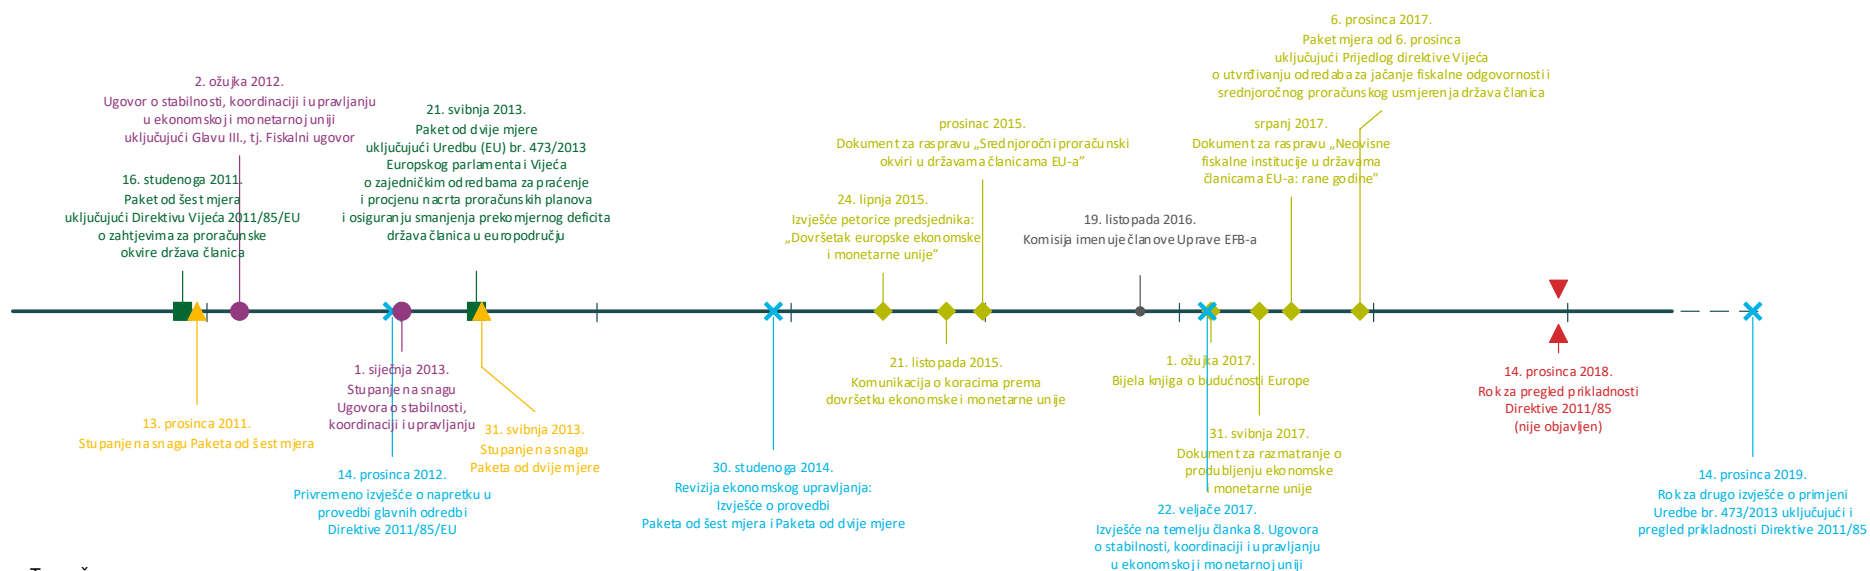 2. ožujka 2012.
Ugovor o stabilnosti, koordinaciji i upravljanju
u ekonomskoj i monetarnoj uniji
uključujući Glavu III., tj. Fiskalni ugovor
16. studenoga 2011.
Paket od šest mjera
uključujući Direktivu Vijeća 2011/85/EU
o zahtjevima za proračunske
okvire država članica
21. svibnja 2013.
Paket od dvije mjere
uključujući Uredbu (EU) br. 473/2013
Europskog parlamenta i Vijeća
o zajedničkim odredbama za praćenje
i procjenu nacrta proračunskih planova
i osiguranju smanjenja prekomjernog deficita
država članica u europodručju
24. lipnja 2015.
Izvješće petorice predsjednika:
„Dovršetak europske ekonomske
i monetarne unije”
prosinac 2015.
Dokument za raspravu „Srednjoročni proračunski
okviri u državama članicama EU-a”
19. listopada 2016.
Komisija imenuje članove Uprave EFB-a
srpanj 2017.
Dokument za raspravu „Neovisne
fiskalne institucije u državama
članicama EU-a: rane godine”
6. prosinca 2017.
Paket mjera od 6. prosinca
uključujući Prijedlog direktive Vijeća
o utvrđivanju odredaba za jačanje fiskalne odgovornosti i
srednjoročnog proračunskog usmjerenja država članica
13. prosinca 2011.
Stupanje na snagu Paketa od šest mjera
1. siječnja 2013.
Stupanje na snagu
Ugovora o stabilnosti,
koordinaciji i upravljanju
14. prosinca 2012.
Privremeno izvješće o napretku u
provedbi glavnih odredbi
Direktive 2011/85/EU
31. svibnja 2013.
Stupanje na snagu
Paketa od dvije mjere
30. studenoga 2014.
Revizija ekonomskog upravljanja:
Izvješće o provedbi
Paketa od šest mjera i Paketa od dvije mjere
21. listopada 2015.
Komunikacija o koracima prema
dovršetku ekonomske i monetarne unije
1. ožujka 2017.
Bijela knjiga o budućnosti Europe
31. svibnja 2017.
Dokument za razmatranje o
produbljenju ekonomske
i monetarne unije
22. veljače 2017.
Izvješće na temelju članka 8. Ugovora
o stabilnosti, koordinaciji i upravljanju
u ekonomskoj i monetarnoj uniji
14. prosinca 2018.
Rok za pregled prikladnosti
Direktive 2011/85
(nije objavljen)
14. prosinca 2019.
Rok za drugo izvješće o primjeni
Uredbe br. 473/2013 uključujući i
pregled prikladnosti Direktive 2011/85